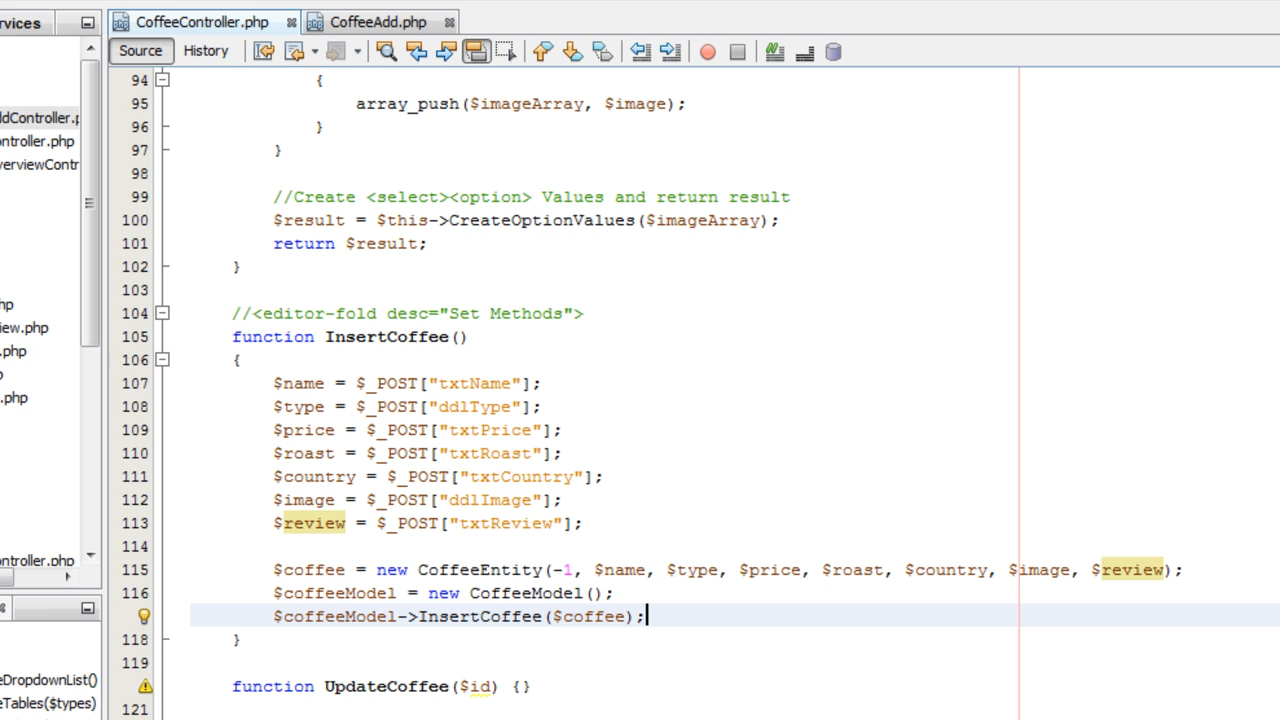 rvices
CoffeeController.php
CoffeeAdd.php
Source History
94 {
95 array_push($imageArray, $image);
96 }
97 }
98
99 //Create <select><option> Values and return result
100 $result = $this->CreateOptionValues($imageArray);
101 return $result;
102 }
103
104 //<editor-fold desc="Set Methods">
105 function InsertCoffee()
106 {
107 $name = $_POST["txtName"];
108 $type = $_POST["ddlType"];
109 $price = $_POST["txtPrice"];
110 $roast = $_POST["txtRoast"];
111 $country = $_POST["txtCountry"];
112 $image = $_POST["ddlImage"];
113 $review = $_POST["txtReview"];
114
115 $coffee = new CoffeeEntity(-1, $name, $type, $price, $roast, $country, $image, $review);
116 $coffeeModel = new CoffeeModel();
$coffeeModel->InsertCoffee($coffee);
118 }
119
function UpdateCoffee($id) {}
121
ddController.p
ontroller.php
verviewContr
hp
iew.php
.php
p
.php
ontroller.php
eDropdownList()
eTables($types)